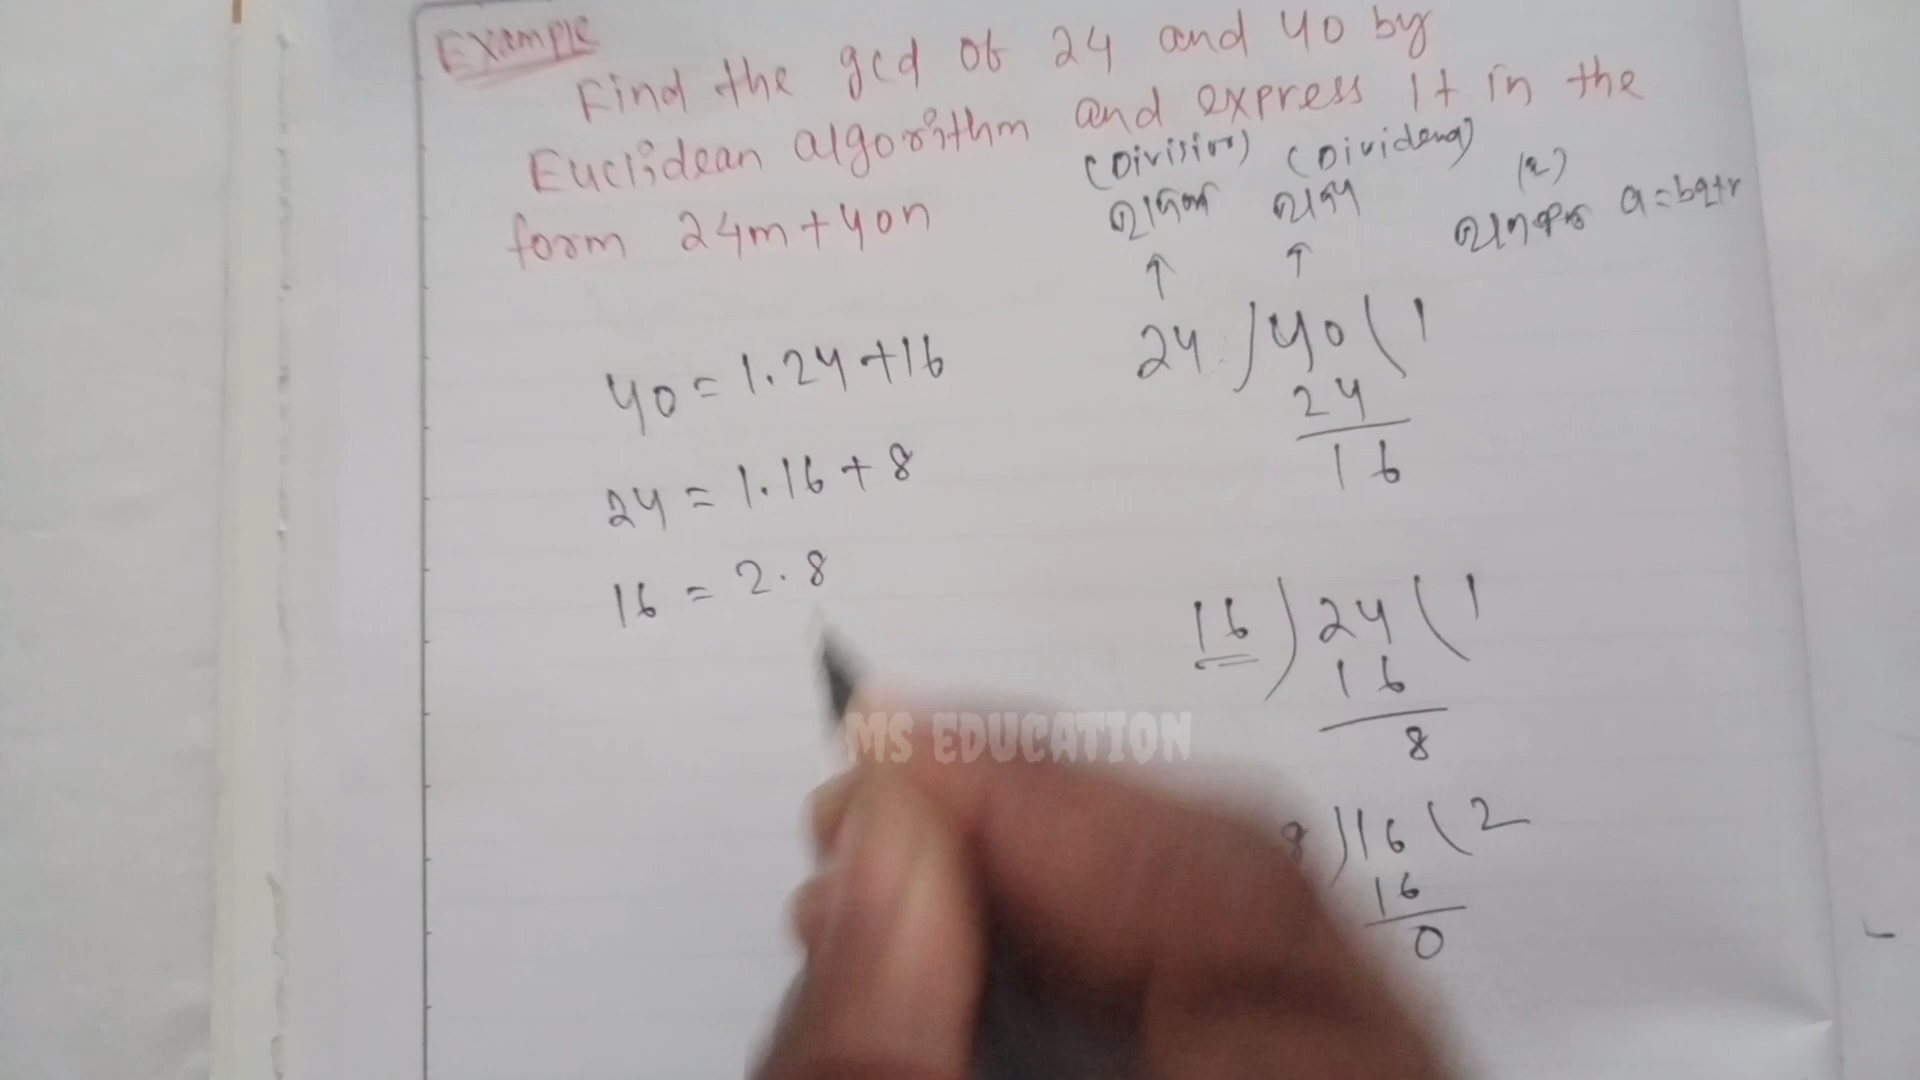 Example
Find the gcd of 24 and 40 by
Euclidean algorithm and express It in the
form 24m+40n
(Divisior) (Dividend) (r)
a=bq+r
↑ ↑
40=1.24+16
24=1.16+8
16=2.8
24)40(1
24
16
16)24(1
16
8
8)16(2
16
0
MS EDUCATION